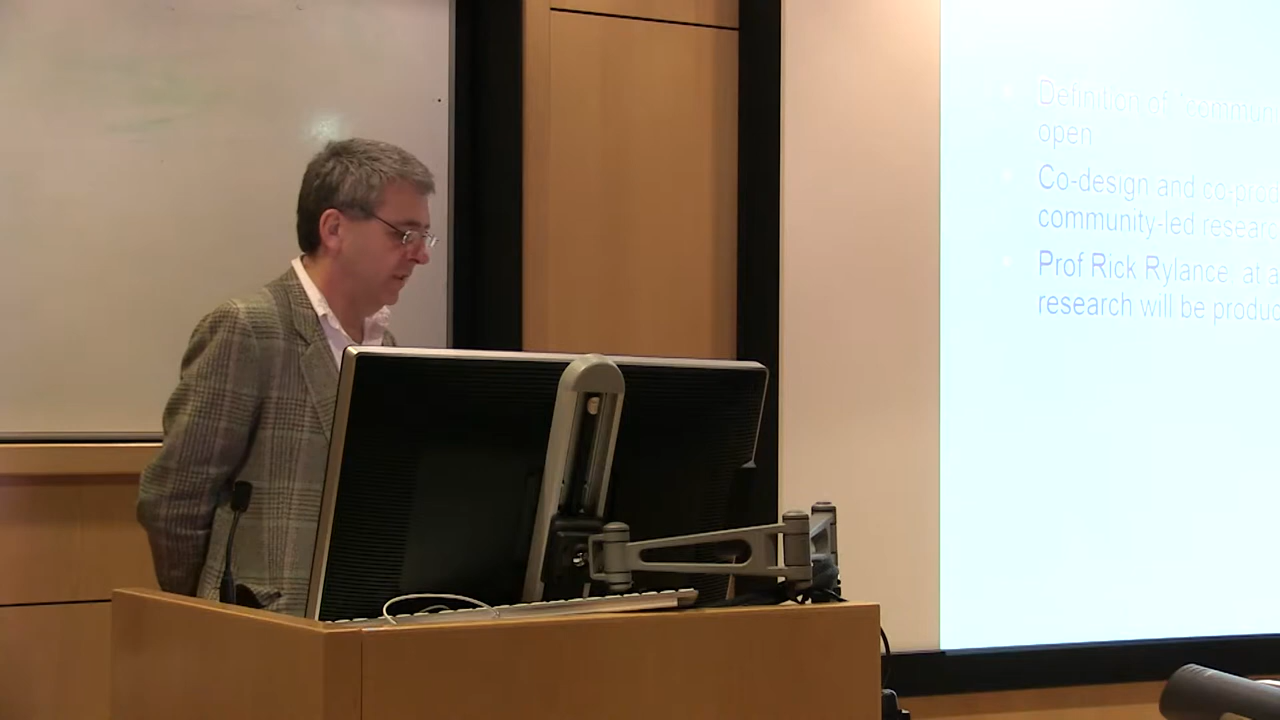 Definition of 'commun
open
Co-design and co-prod
community-led researc
Prof Rick Rylance, at a
research will be produc